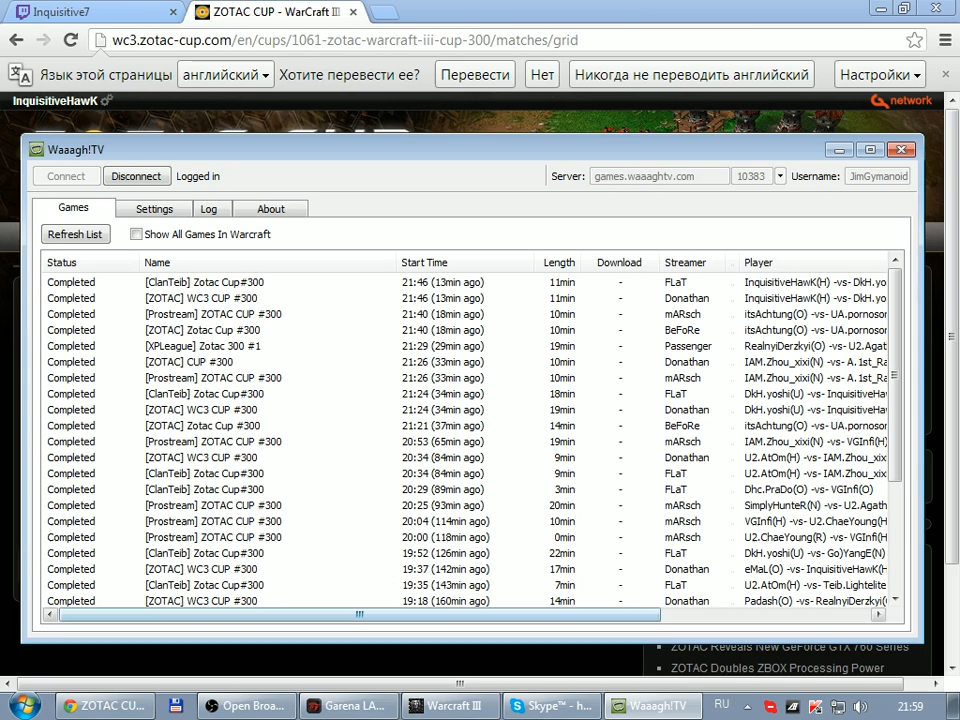 Inquisitive7 ZOTAC CUP - WarCraft III
wc3.zotac-cup.com/en/cups/1061-zotac-warcraft-iii-cup-300/matches/grid
Язык этой страницы английский Хотите перевести ее? Перевести Нет Никогда не переводить английский Настройки
InquisitiveHawK network
Waaagh!TV
Connect Disconnect Logged in Server: games.waaaghtv.com 10383 Username: JimGymanoid
Games Settings Log About
Refresh List Show All Games In Warcraft
Status Name Start Time Length Download Streamer Player
Completed [ClanTeib] Zotac Cup#300 21:46 (13min ago) 11min - FLaT InquisitiveHawK(H) -vs- DkH.yo
Completed [ZOTAC] WC3 CUP #300 21:46 (13min ago) 11min - Donathan InquisitiveHawK(H) -vs- DkH.yo
Completed [Prostream] ZOTAC CUP #300 21:40 (18min ago) 10min - mARsch itsAchtung(O) -vs- UA.pornosor
Completed [ZOTAC] Zotac Cup #300 21:40 (18min ago) 10min - BeFoRe itsAchtung(O) -vs- UA.pornosor
Completed [XPLeague] Zotac 300 #1 21:29 (29min ago) 19min - Passenger RealnyiDerzkyi(O) -vs- U2.Agat
Completed [ZOTAC] CUP #300 21:26 (33min ago) 10min - Donathan IAM.Zhou_xixi(N) -vs- A.1st_Ra
Completed [Prostream] ZOTAC CUP #300 21:26 (33min ago) 10min - mARsch IAM.Zhou_xixi(N) -vs- A.1st_Ra
Completed [ClanTeib] Zotac Cup#300 21:24 (34min ago) 18min - FLaT DkH.yoshi(U) -vs- InquisitiveHa
Completed [ZOTAC] WC3 CUP #300 21:24 (34min ago) 19min - Donathan DkH.yoshi(U) -vs- InquisitiveHa
Completed [ZOTAC] Zotac Cup #300 21:21 (37min ago) 14min - BeFoRe itsAchtung(O) -vs- UA.pornosor
Completed [Prostream] ZOTAC CUP #300 20:53 (65min ago) 19min - mARsch IAM.Zhou_xixi(N) -vs- VGInfi(H)
Completed [ZOTAC] WC3 CUP #300 20:34 (84min ago) 9min - Donathan U2.AtOm(H) -vs- IAM.Zhou_xix
Completed [ClanTeib] Zotac Cup#300 20:34 (84min ago) 9min - FLaT U2.AtOm(H) -vs- IAM.Zhou_xix
Completed [ClanTeib] Zotac Cup#300 20:29 (89min ago) 3min - FLaT Dhc.PraDo(O) -vs- VGInfi(O)
Completed [Prostream] ZOTAC CUP #300 20:25 (93min ago) 20min - mARsch SimplyHunteR(N) -vs- U2.Agath
Completed [Prostream] ZOTAC CUP #300 20:04 (114min ago) 10min - mARsch VGInfi(H) -vs- U2.ChaeYoung(R)
Completed [Prostream] ZOTAC CUP #300 20:00 (118min ago) 0min - mARsch U2.ChaeYoung(R) -vs- VGInfi(H)
Completed [ClanTeib] Zotac Cup#300 19:52 (126min ago) 22min - FLaT DkH.yoshi(U) -vs- Go)YangE(N)
Completed [ZOTAC] WC3 CUP #300 19:37 (142min ago) 17min - Donathan eMaL(O) -vs- InquisitiveHawK(H
Completed [ClanTeib] Zotac Cup#300 19:35 (143min ago) 7min - FLaT U2.AtOm(H) -vs- Teib.Lightelite
Completed [ZOTAC] WC3 CUP #300 19:18 (160min ago) 14min - Donathan Padash(O) -vs- RealnyiDerzkyi(
ZOTAC Reveals New GeForce GTX 760 Series
ZOTAC Doubles ZBOX Processing Power
ZOTAC CU... Open Broa... Garena LA... Warcraft III Skype™ - h... Waaagh!TV RU 21:59